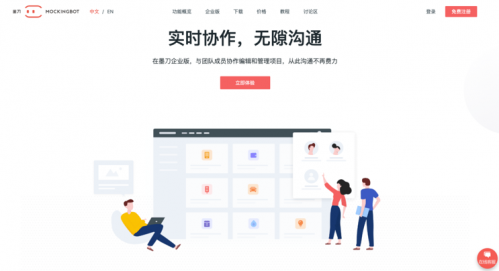 墨刀 MOCKINGBOT 中文 / EN 功能概览 企业版 下载 价格 教程 讨论区 登录 免费注册
实时协作，无隙沟通
在墨刀企业版，与团队成员协作编辑和管理项目，从此沟通不再费力
立即体验
在线客服